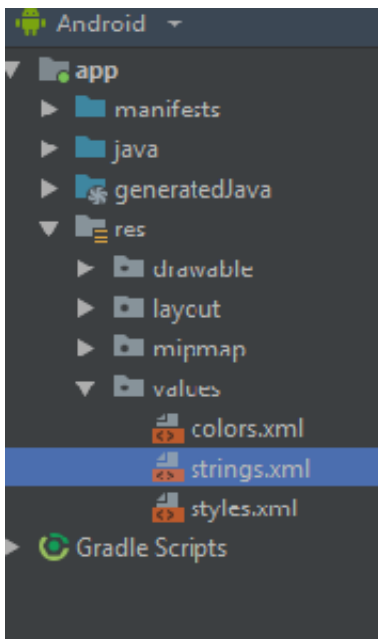 Android
app
manifests
java
generatedJava
res
drawable
layout
mipmap
values
colors.xml
strings.xml
styles.xml
Gradle Scripts